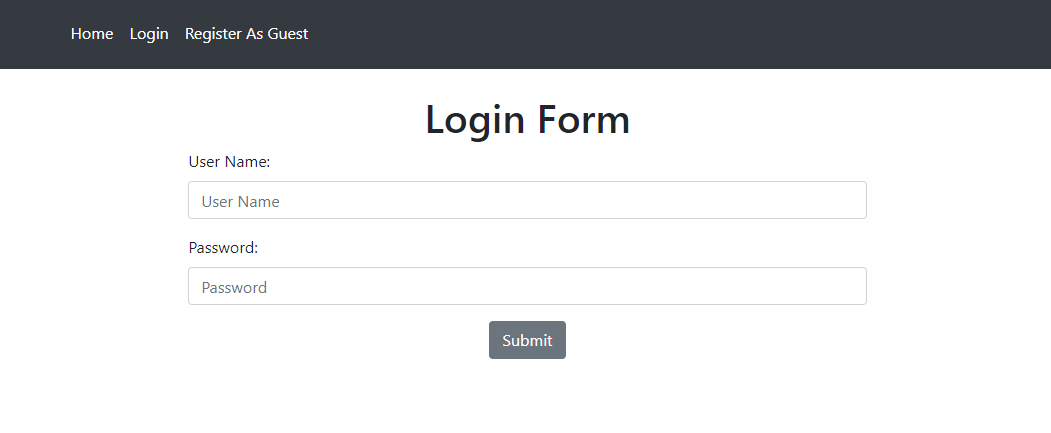 Home Login Register As Guest
Login Form
User Name:
User Name
Password:
Password
Submit